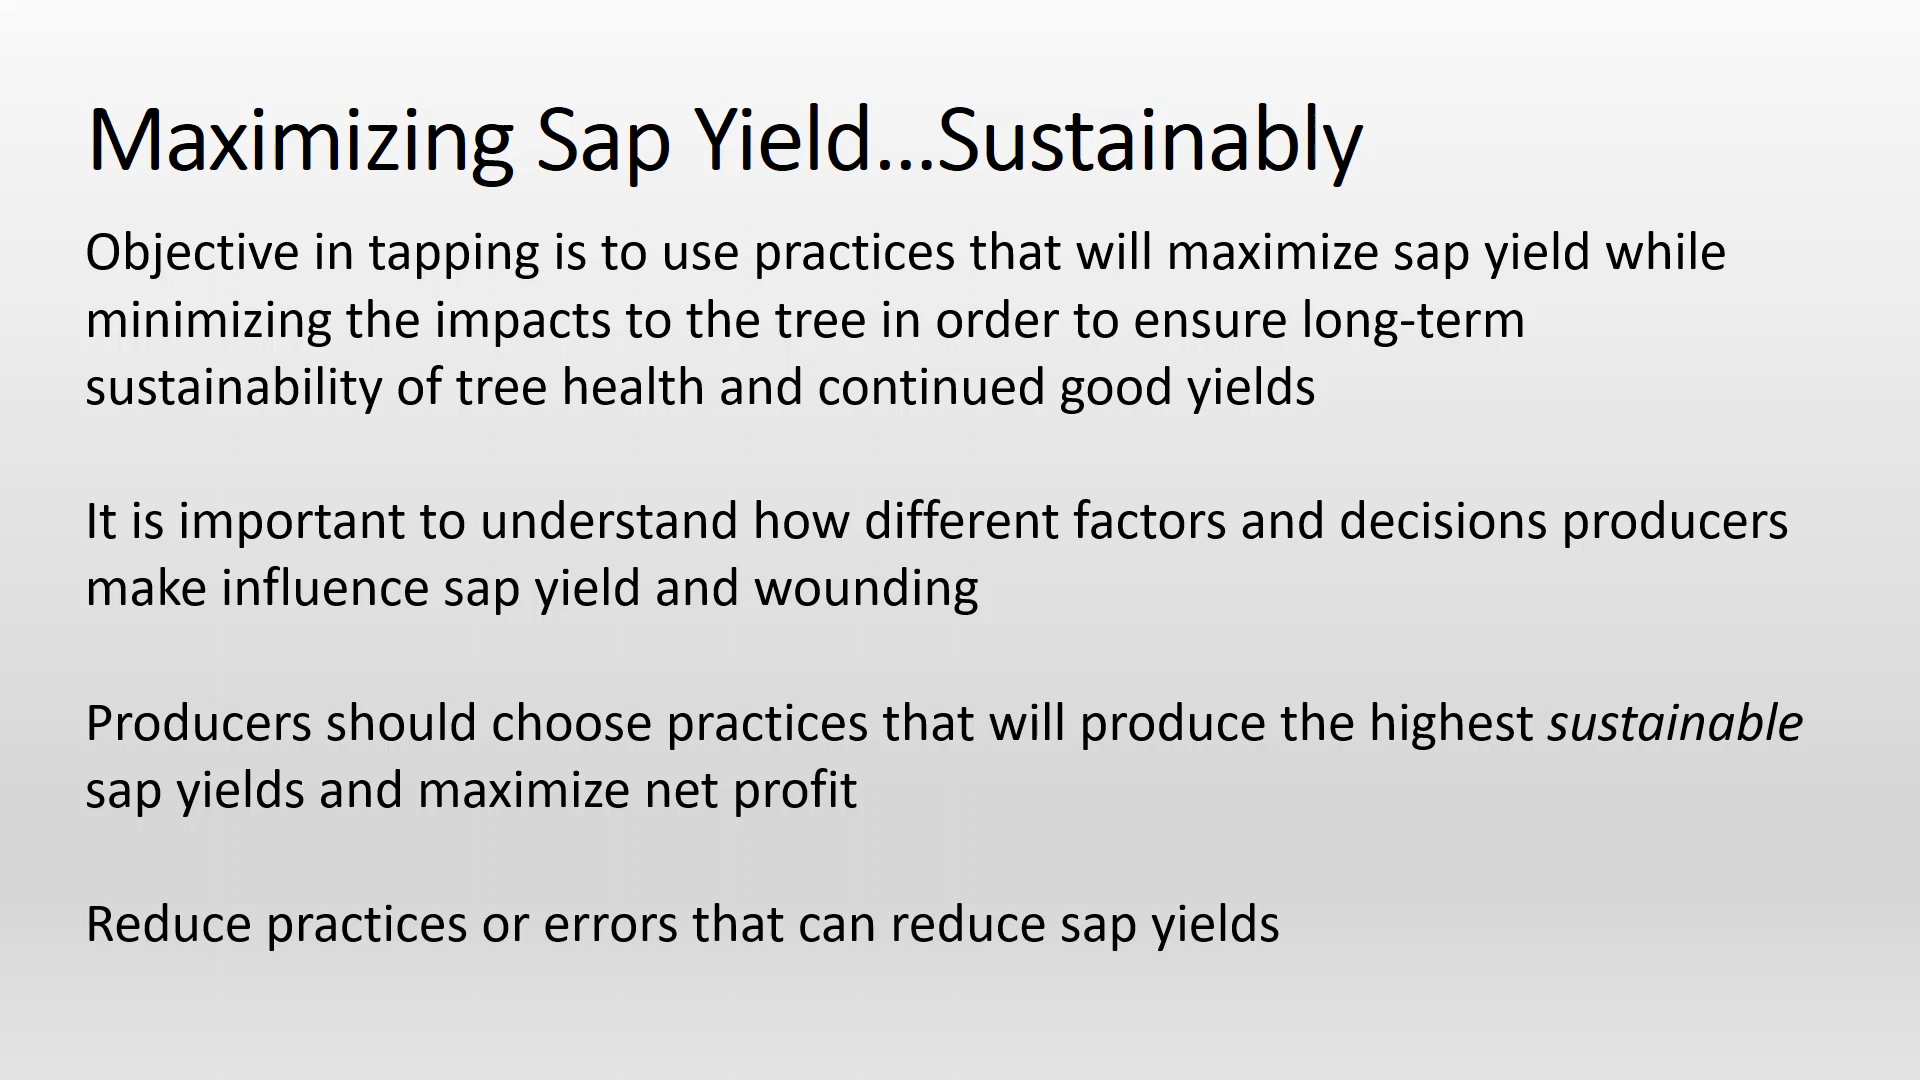 Maximizing Sap Yield...Sustainably
Objective in tapping is to use practices that will maximize sap yield while
minimizing the impacts to the tree in order to ensure long-term
sustainability of tree health and continued good yields
It is important to understand how different factors and decisions producers
make influence sap yield and wounding
Producers should choose practices that will produce the highest sustainable
sap yields and maximize net profit
Reduce practices or errors that can reduce sap yields